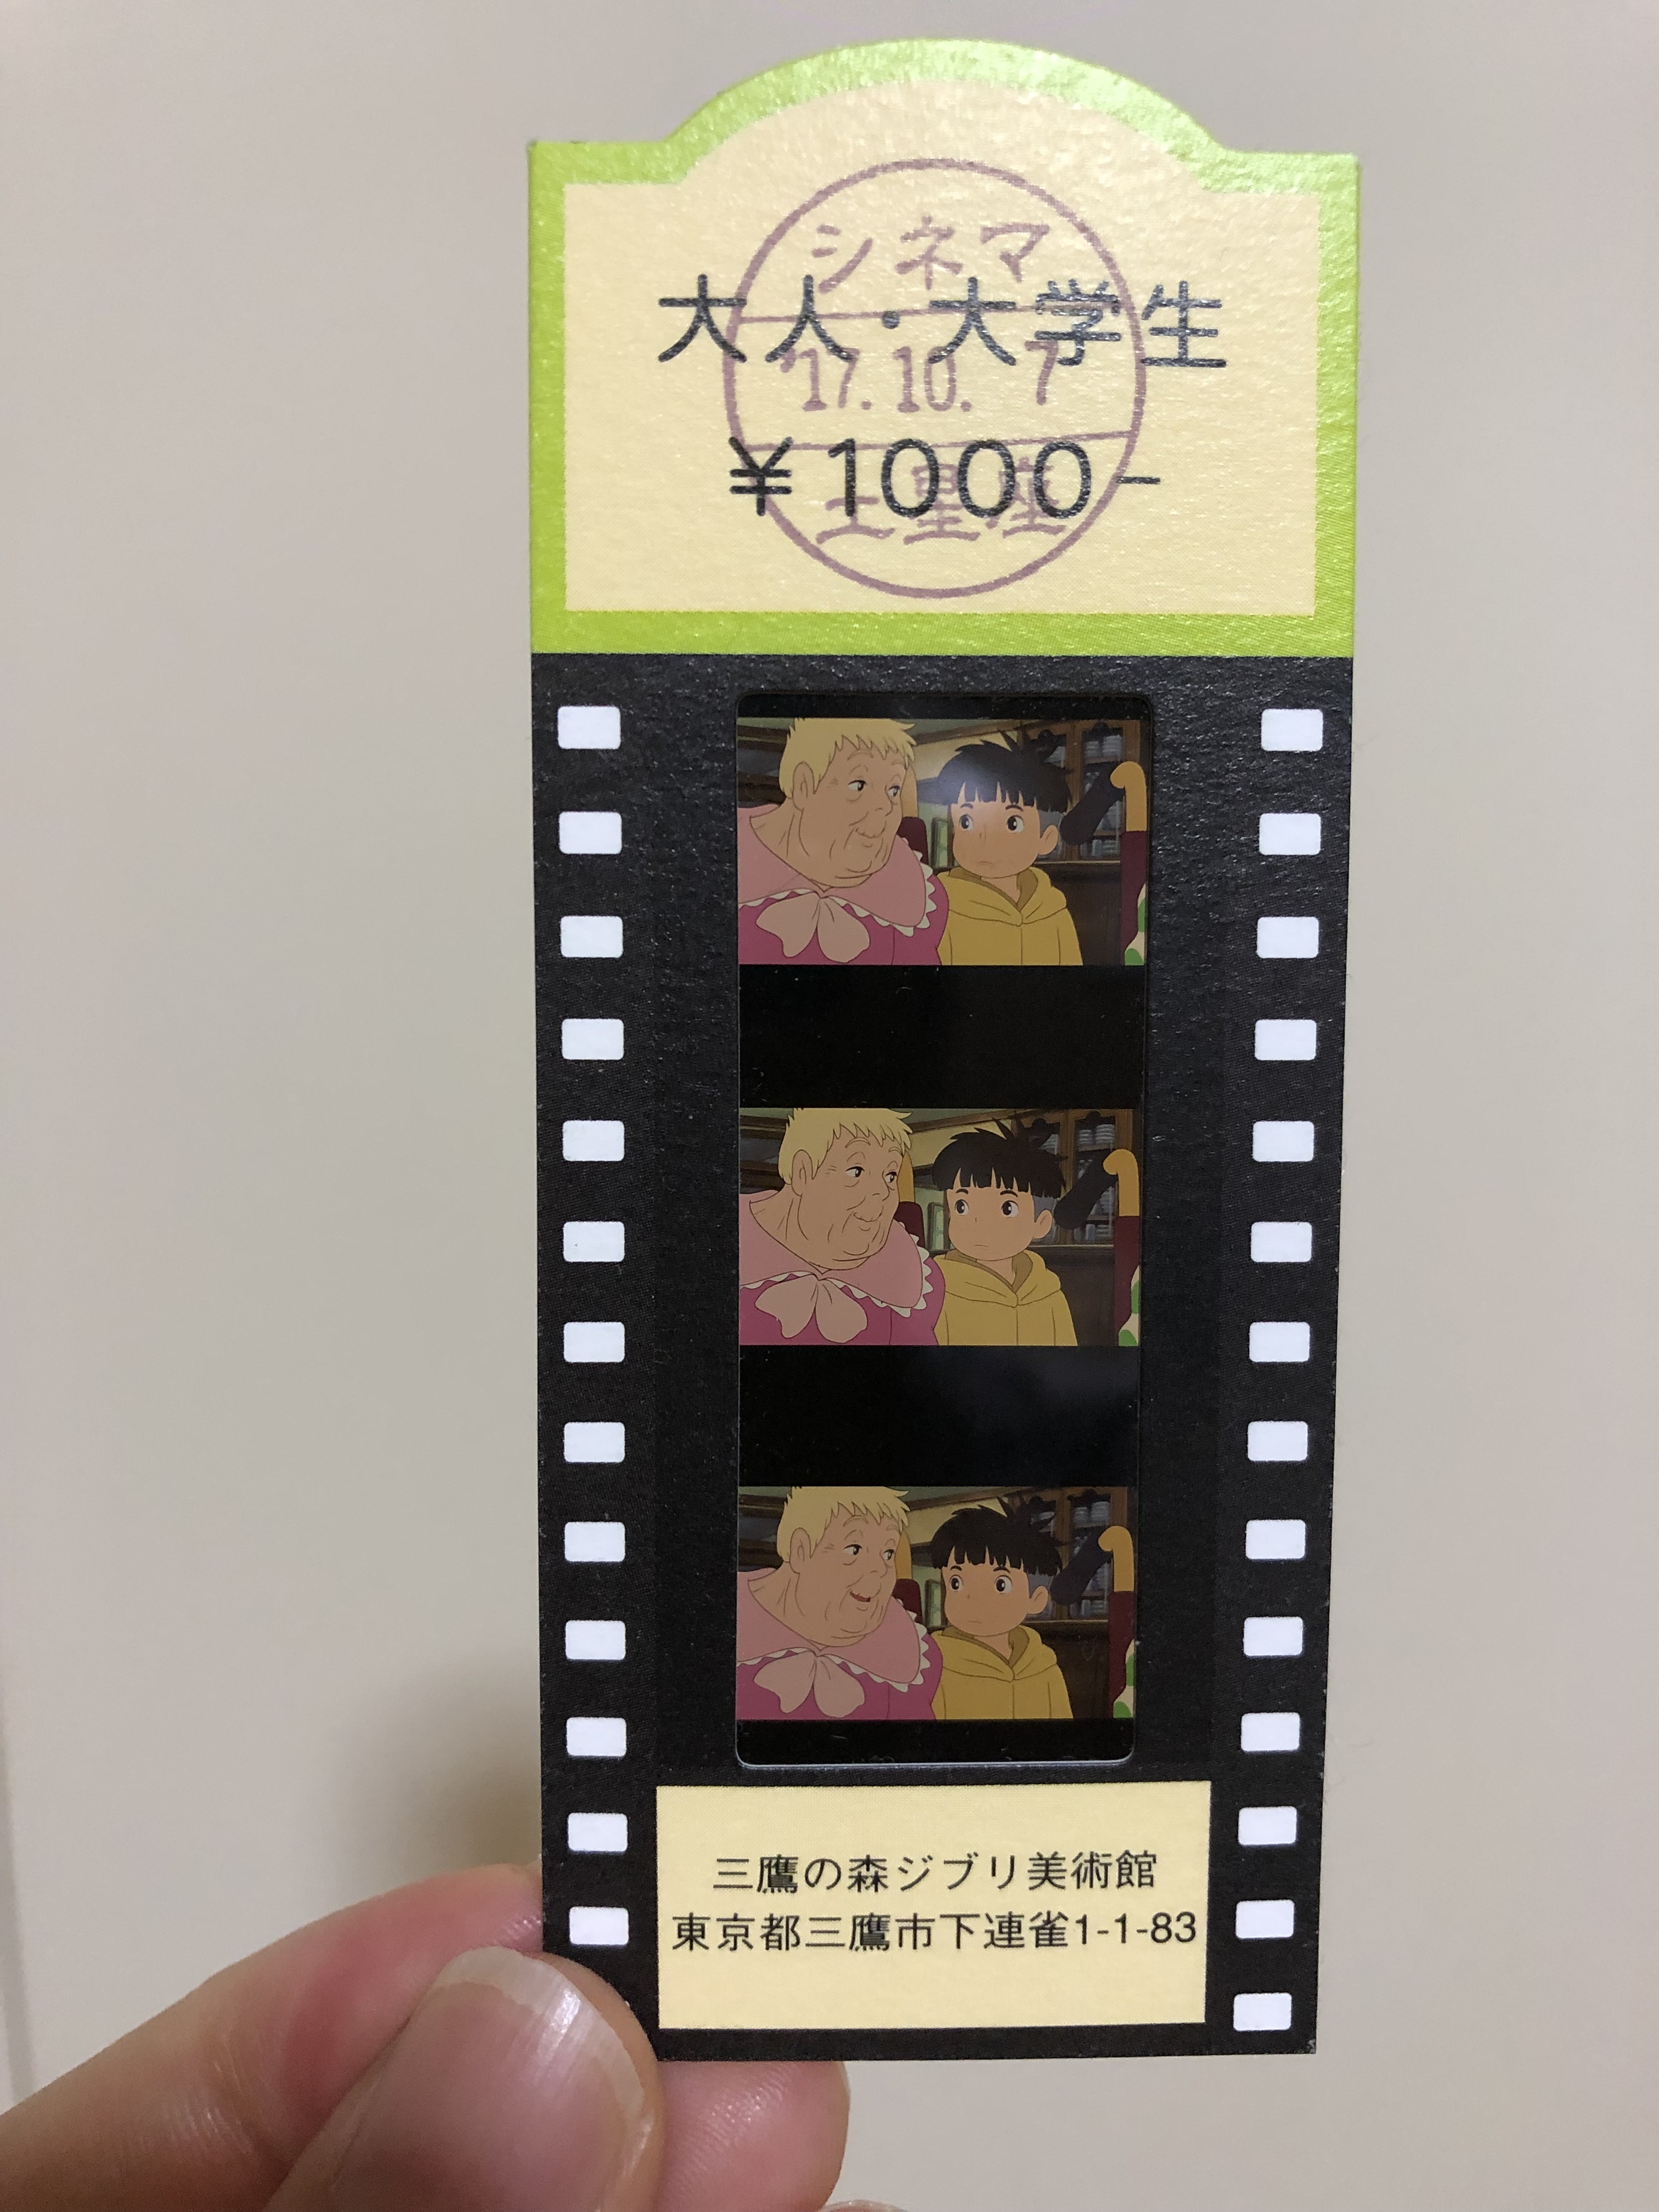 シネマ
大人・大学生
'17.10. 7
¥1000-
土星座
三鷹の森ジブリ美術館
東京都三鷹市下連雀1-1-83